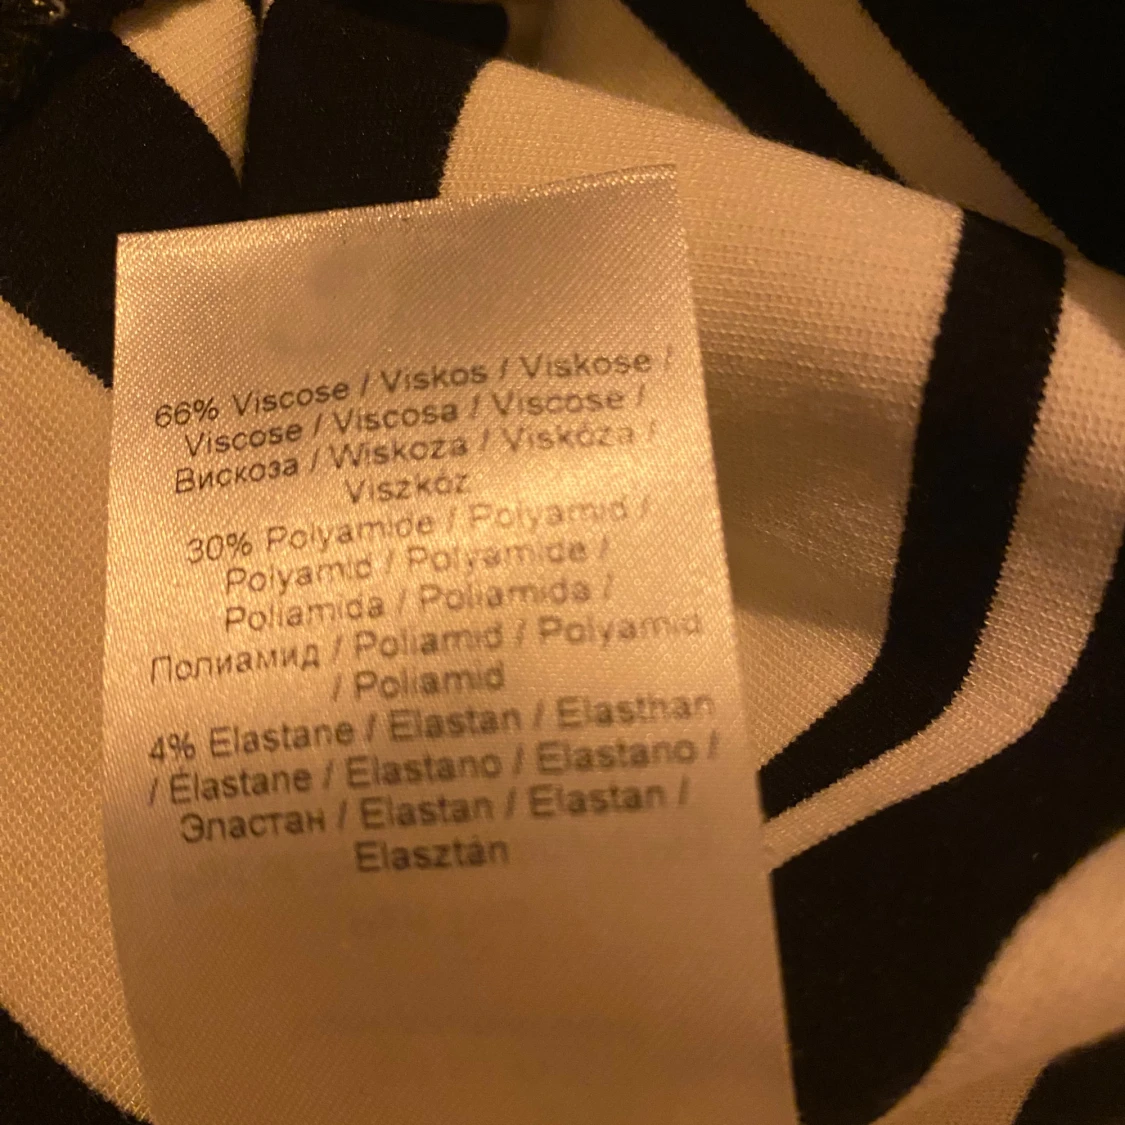 66% Viscose / Viskos / Viskose /
Viscose / Viscosa / Viscose /
Вискоза / Wiskoza / Viskóza /
Viszkóz
30% Polyamide / Polyamid /
Polyamid / Polyamide /
Poliamida / Poliamida /
Полиамид / Poliamid / Polyamid
/ Poliamid
4% Elastane / Elastan / Elasthan
/ Élastane / Elastano / Elastano /
Эластан / Elastan / Elastan /
Elasztán